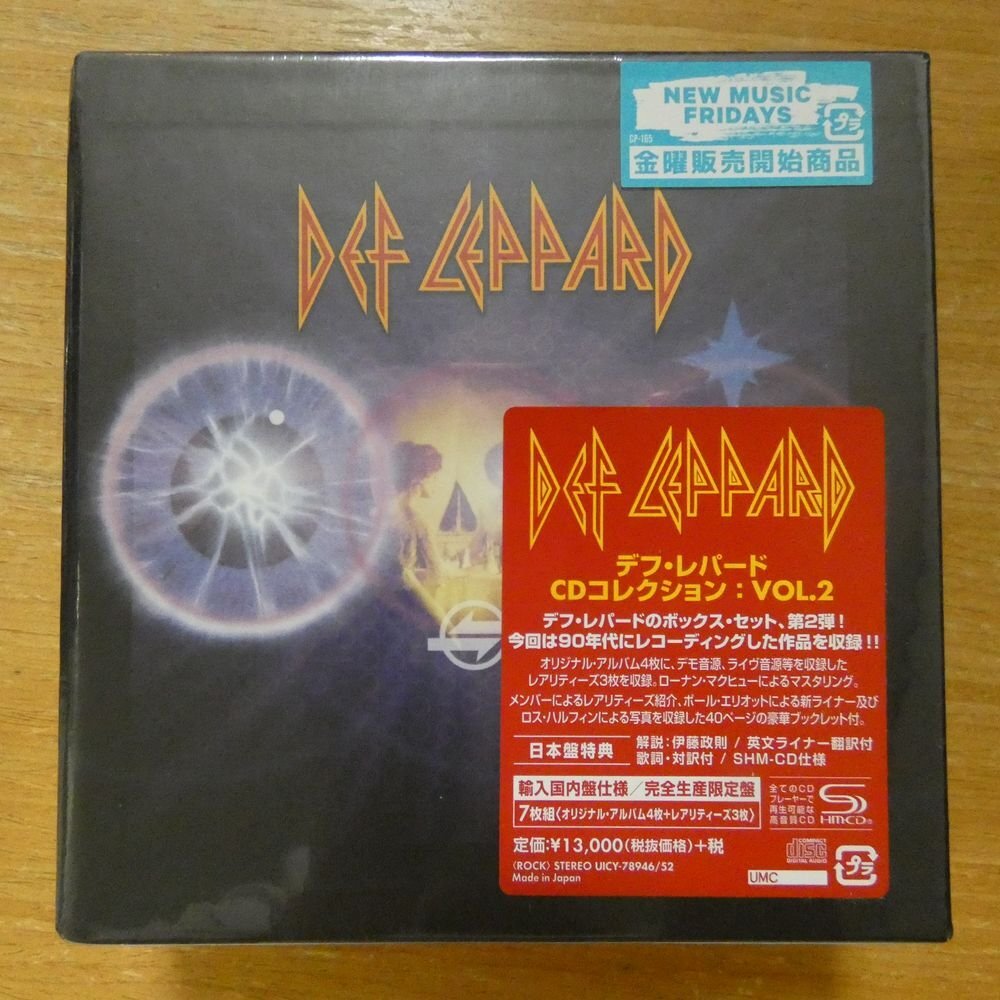 NEW MUSIC
FRIDAYS
CP-165
プラ
金曜販売開始商品
DEF LEPPARD
DEF LEPPARD
デフ・レパード
CDコレクション：VOL.2
デフ・レパードのボックス・セット、第2弾！
今回は90年代にレコーディングした作品を収録！！
オリジナル・アルバム4枚に、デモ音源、ライヴ音源等を収録した
レアリティーズ3枚を収録。ローナン・マクヒューによるマスタリング。
メンバーによるレアリティーズ紹介、ポール・エリオットによる新ライナー及び
ロス・ハルフィンによる写真を収録した40ページの豪華ブックレット付。
日本盤特典
解説：伊藤政則 / 英文ライナー翻訳付
歌詞・対訳付 / SHM-CD仕様
輸入国内盤仕様／完全生産限定盤
7枚組〈オリジナル・アルバム4枚+レアリティーズ3枚〉
全てのCD
プレーヤーで
再生可能な
高音質CD
SHM-CD®
定価:¥13,000(税抜価格)+税
〈ROCK〉 STEREO UICY-78946/52
Made in Japan
UMC
COMPACT
disc
DIGITAL AUDIO
プラ